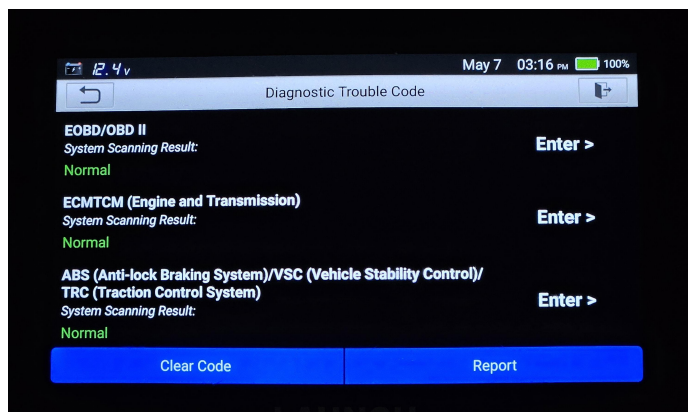 12.4v
May 7 03:16 PM 100%
Diagnostic Trouble Code
EOBD/OBD II
System Scanning Result:
Enter >
Normal
ECMTCM (Engine and Transmission)
System Scanning Result:
Enter >
Normal
ABS (Anti-lock Braking System)/VSC (Vehicle Stability Control)/
TRC (Traction Control System)
System Scanning Result:
Enter >
Normal
Clear Code
Report